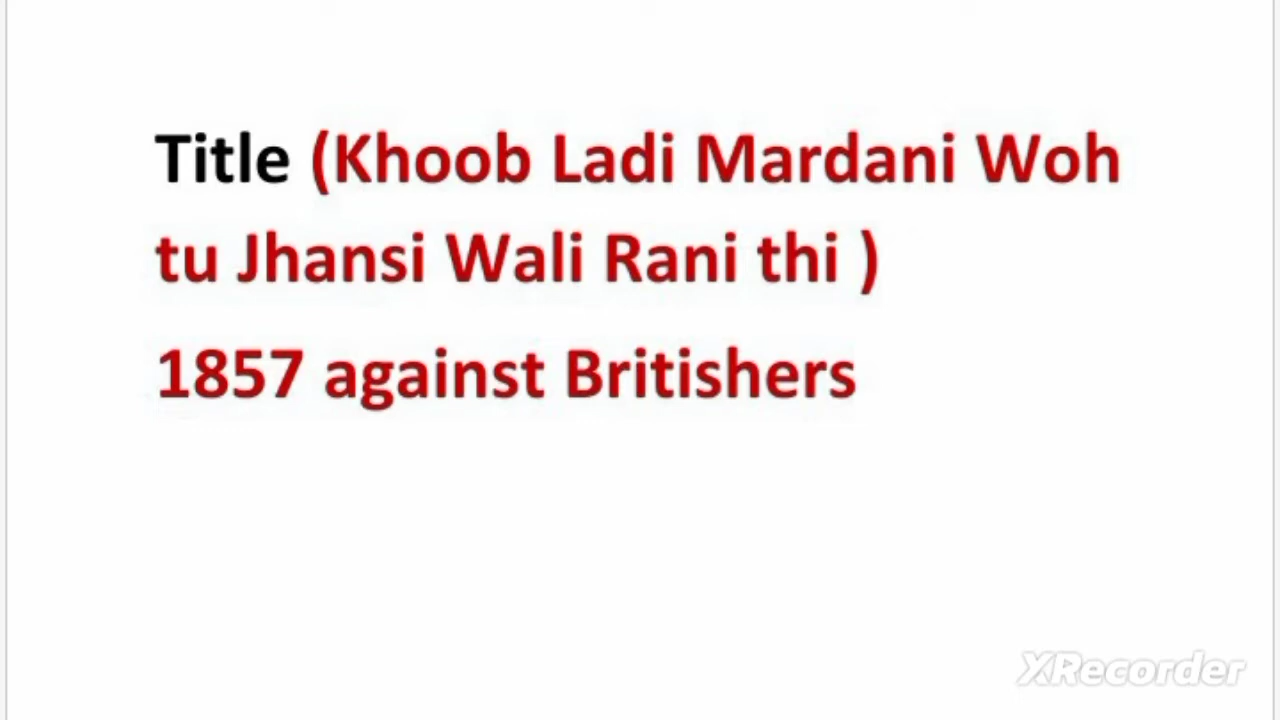 Title (Khoob Ladi Mardani Woh
tu Jhansi Wali Rani thi )
1857 against Britishers
XRecorder